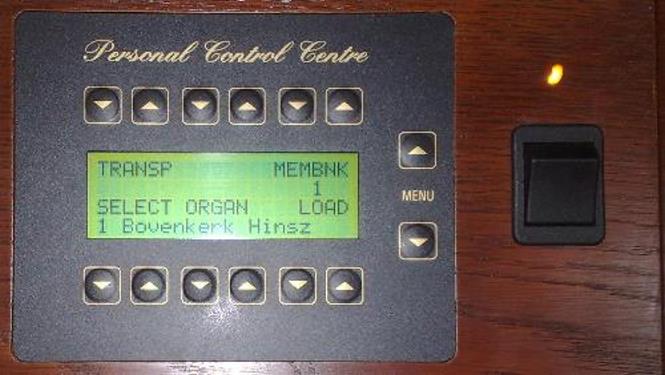 Personal Control Centre
TRANSP MEMBNK
1
SELECT ORGAN LOAD
1 Bovenkerk Hinsz
MENU